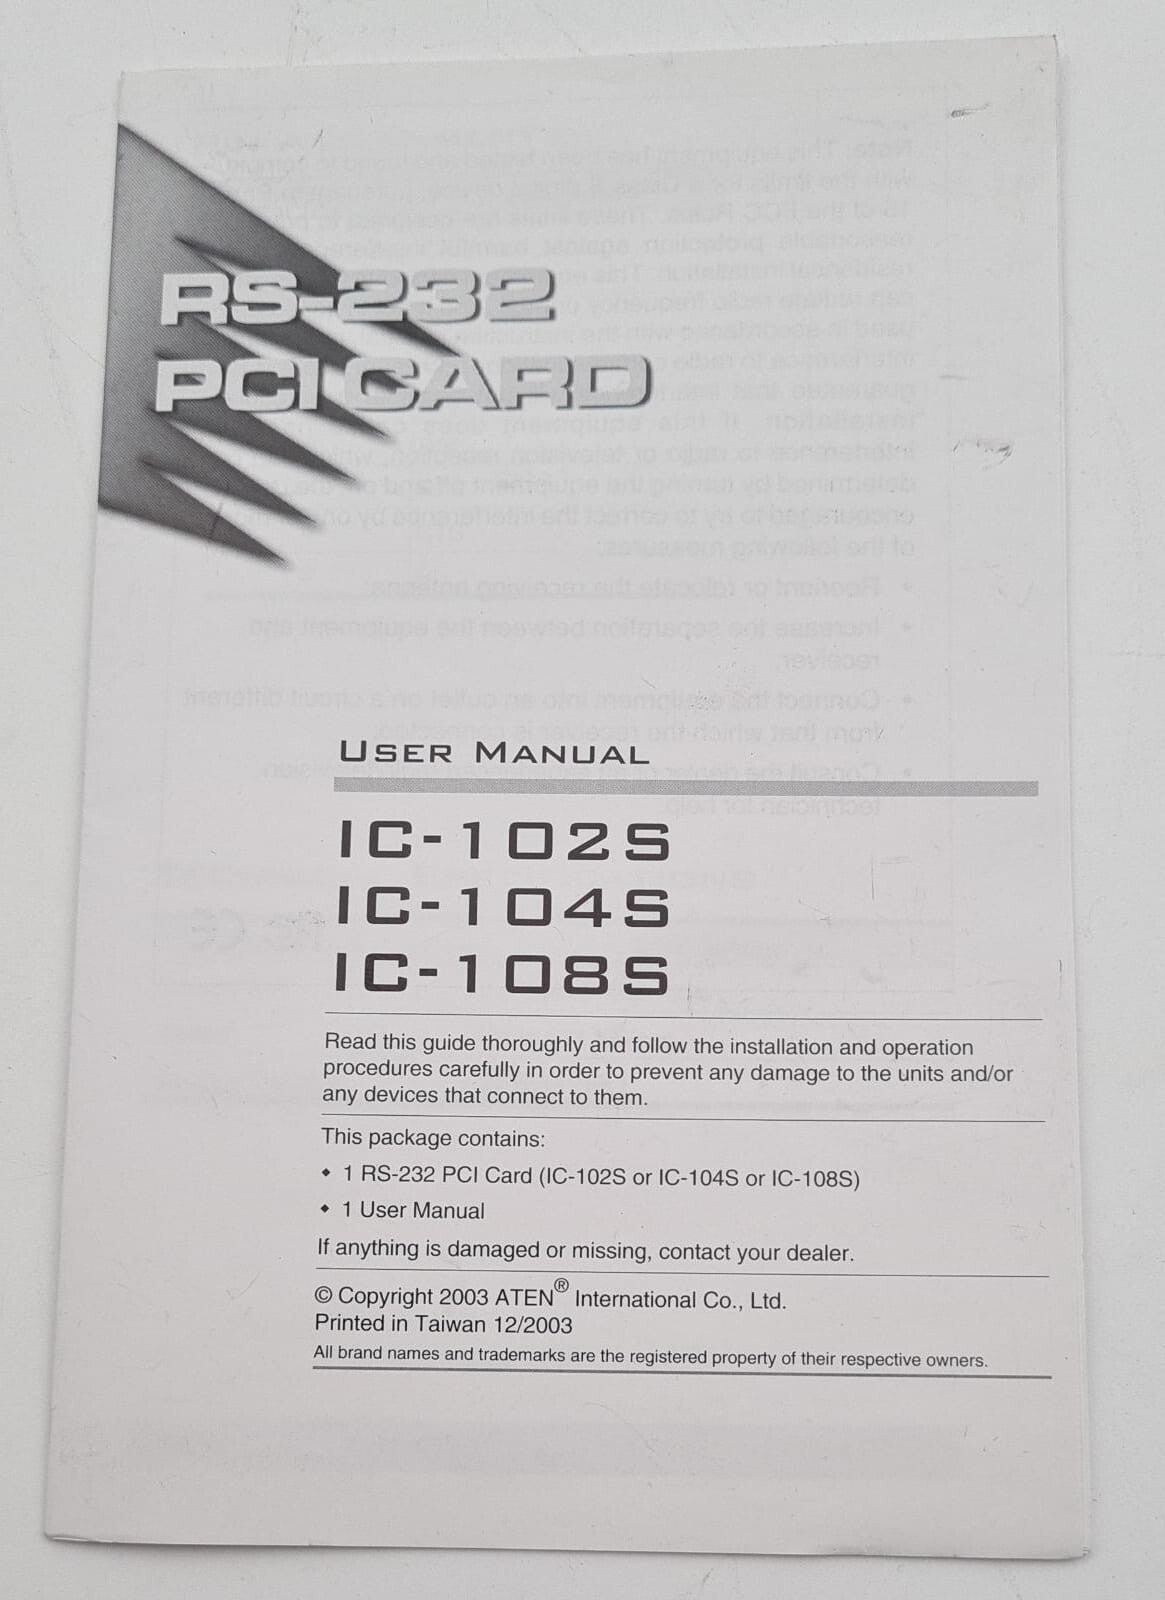 RS-232
PCI CARD
USER MANUAL
IC-102S
IC-104S
IC-108S
Read this guide thoroughly and follow the installation and operation
procedures carefully in order to prevent any damage to the units and/or
any devices that connect to them.
This package contains:
◆ 1 RS-232 PCI Card (IC-102S or IC-104S or IC-108S)
◆ 1 User Manual
If anything is damaged or missing, contact your dealer.
© Copyright 2003 ATEN® International Co., Ltd.
Printed in Taiwan 12/2003
All brand names and trademarks are the registered property of their respective owners.